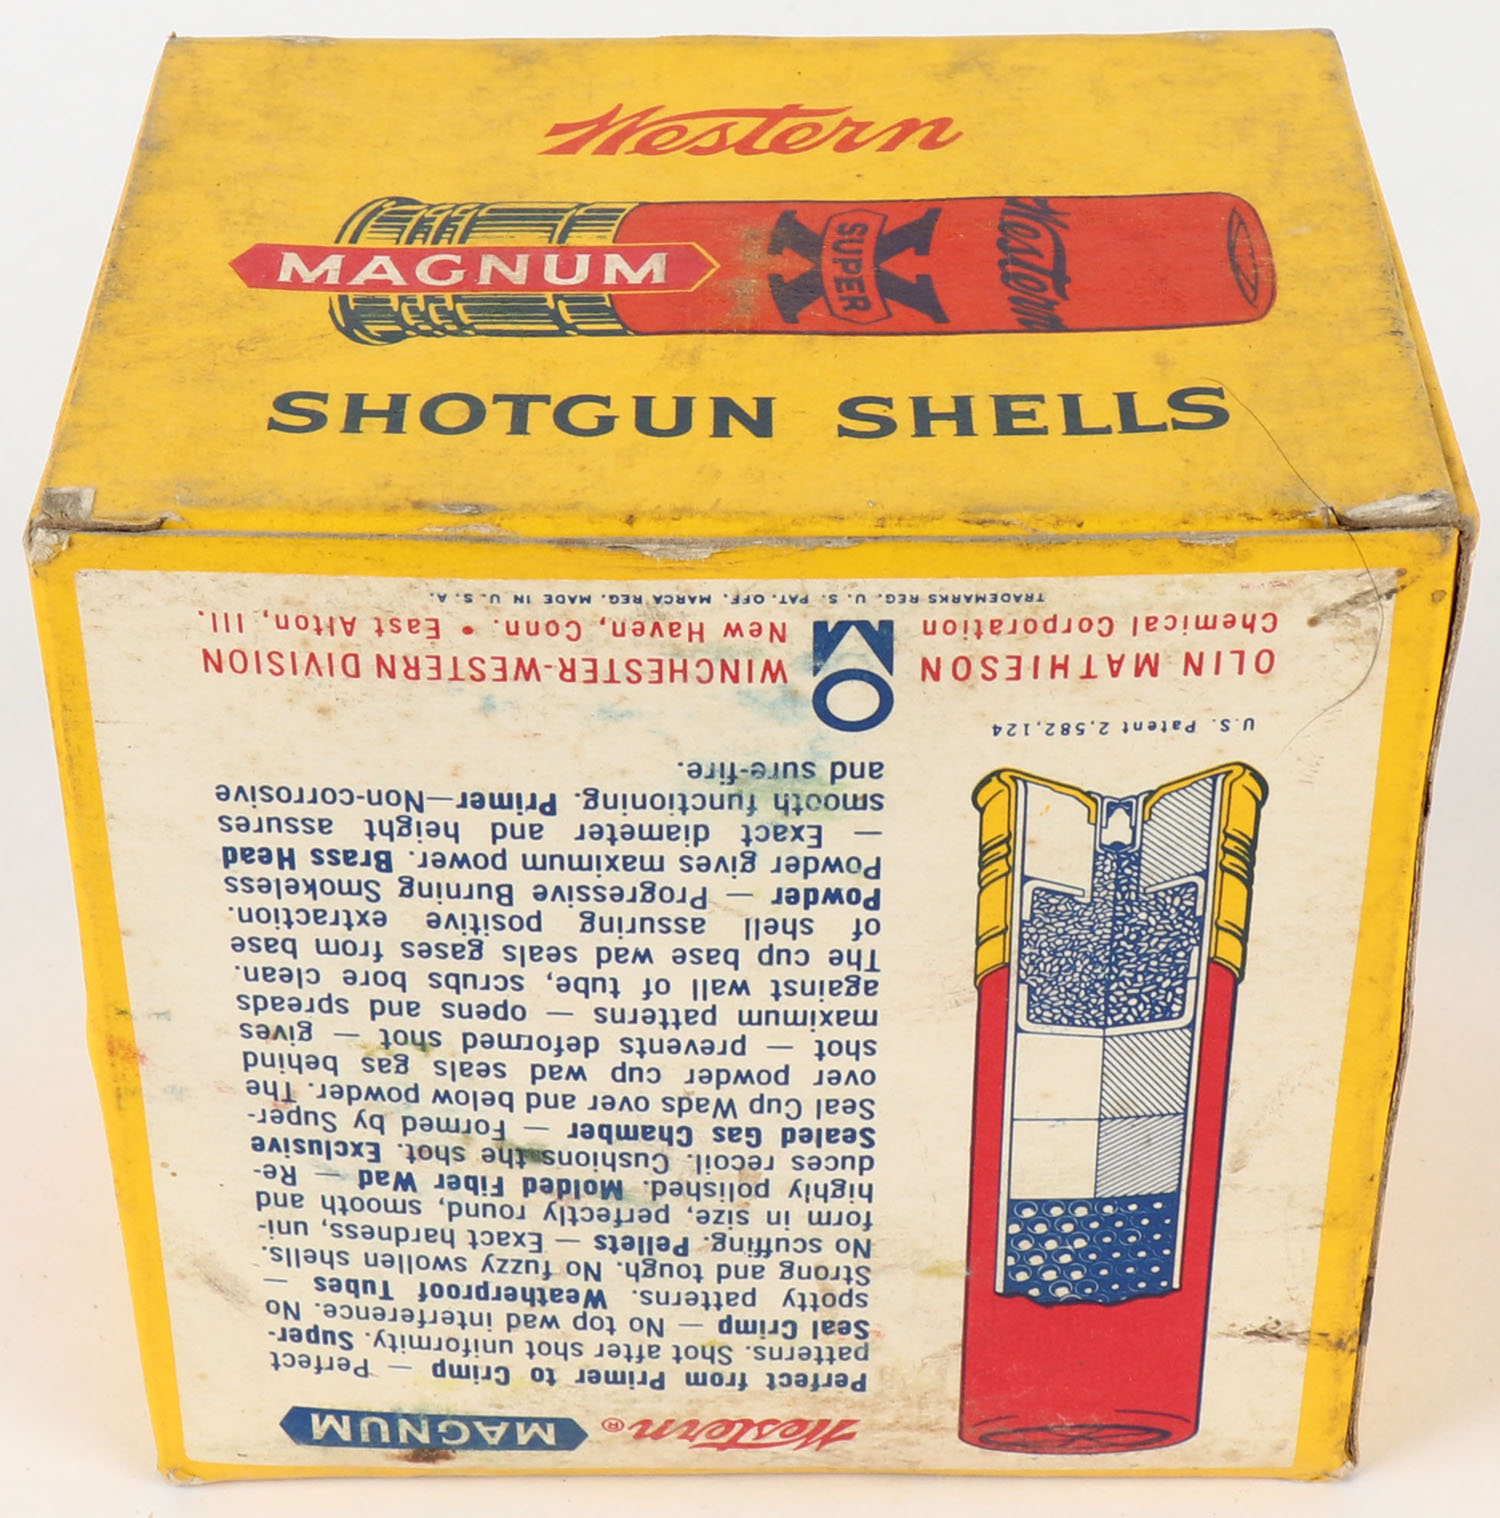 Western
MAGNUM
SUPER X
Western
SHOTGUN SHELLS
Western® MAGNUM
Perfect from Primer to Crimp — Perfect
patterns. Shot after shot uniformity. Super-
Seal Crimp — No top wad interference. No
spotty patterns. Weatherproof Tubes —
Strong and tough. No fuzzy swollen shells.
No scuffing. Pellets — Exact hardness, uni-
form in size, perfectly round, smooth and
highly polished. Molded Fiber Wad — Re-
duces recoil. Cushions the shot. Exclusive
Sealed Gas Chamber — Formed by Super-
Seal Cup Wads over and below powder. The
over powder cup wad seals gas behind
shot — prevents deformed shot — gives
maximum patterns — opens and spreads
against wall of tube, scrubs bore clean.
The cup base wad seals gases from base
of shell assuring positive extraction.
Powder — Progressive Burning Smokeless
Powder gives maximum power. Brass Head
— Exact diameter and height assures
smooth functioning. Primer—Non-corrosive
and sure-fire.
U.S. Patent 2,582,124
OLIN MATHIESON
Chemical Corporation
WINCHESTER-WESTERN DIVISION
New Haven, Conn. • East Alton, Ill.
TRADEMARKS REG. U. S. PAT. OFF. MARCA REG. MADE IN U. S. A.